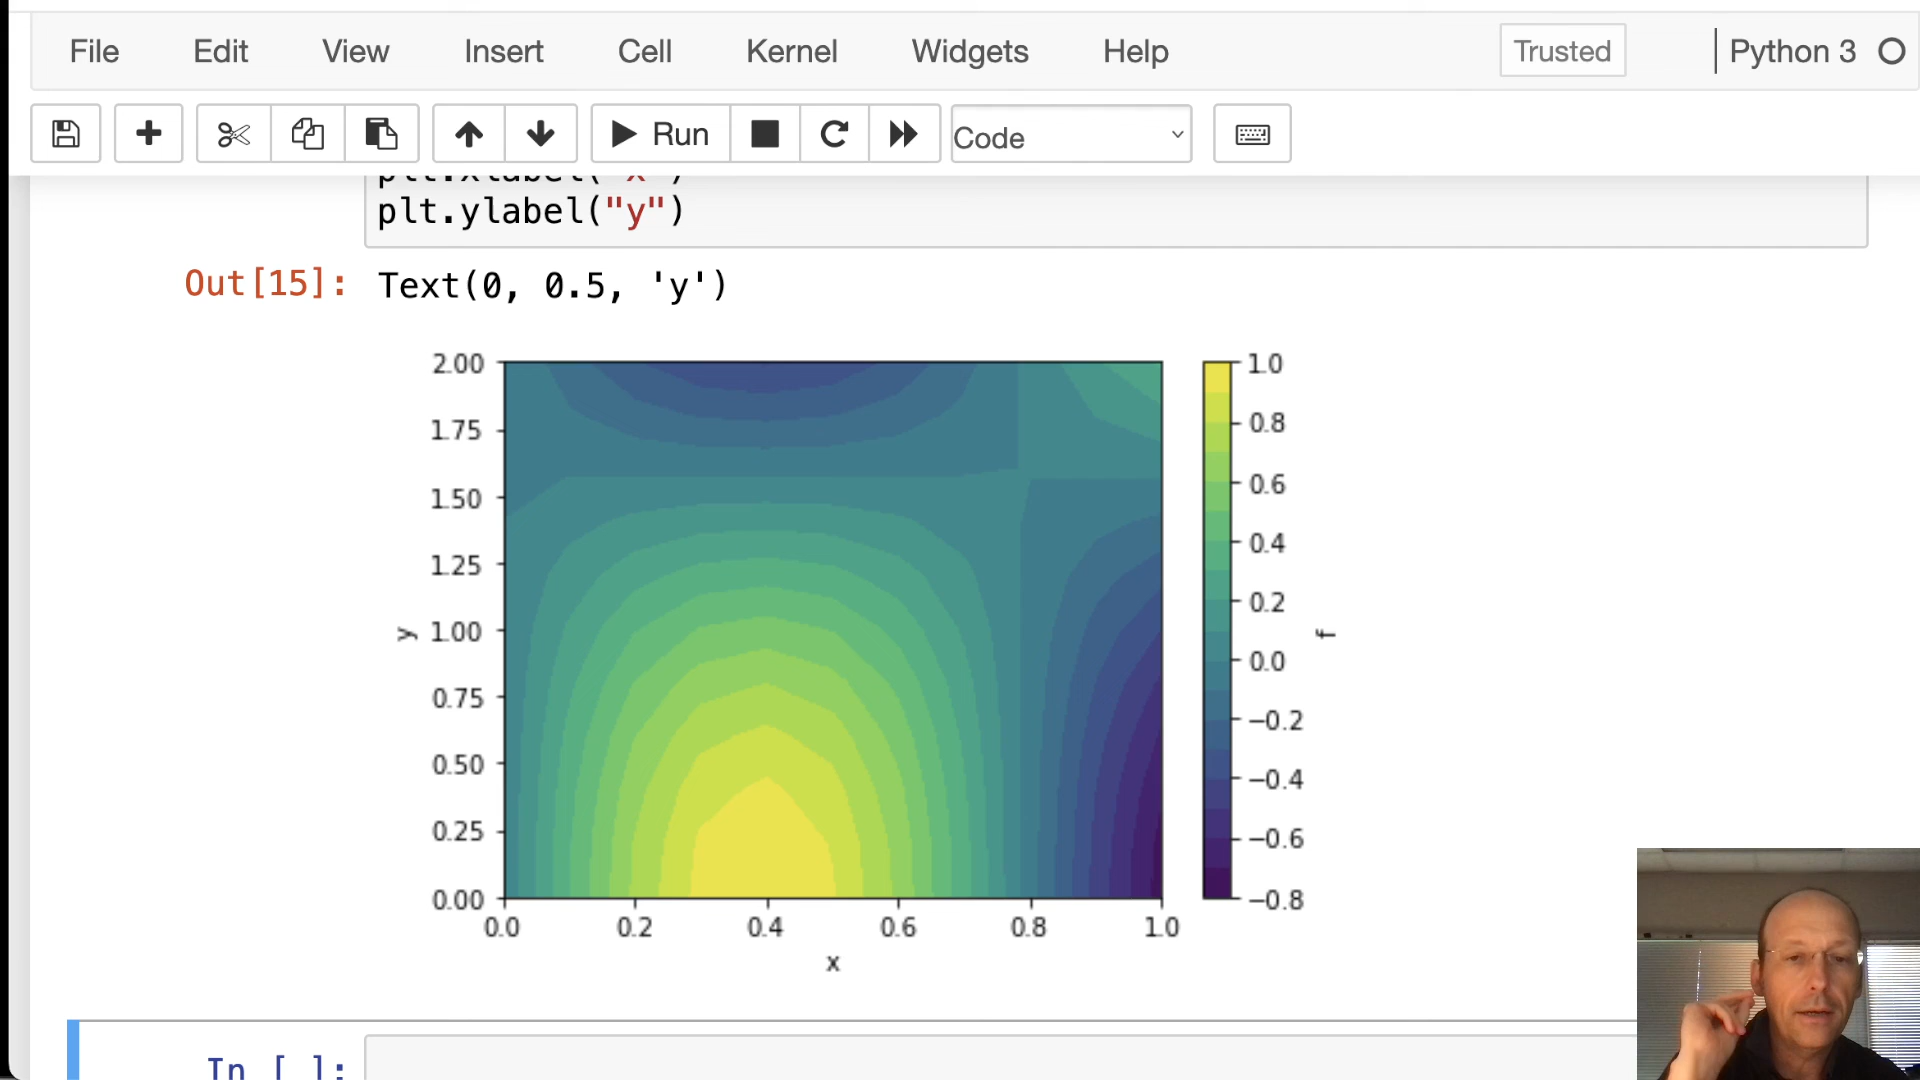 File Edit View Insert Cell Kernel Widgets Help Trusted Python 3
Run Code
plt.xlabel("x")
plt.ylabel("y")
Out[15]: Text(0, 0.5, 'y')
2.00
1.75
1.50
1.25
1.00
0.75
0.50
0.25
0.00
y
0.0 0.2 0.4 0.6 0.8 1.0
x
1.0
0.8
0.6
0.4
0.2
0.0
−0.2
−0.4
−0.6
−0.8
f
In [ ]: